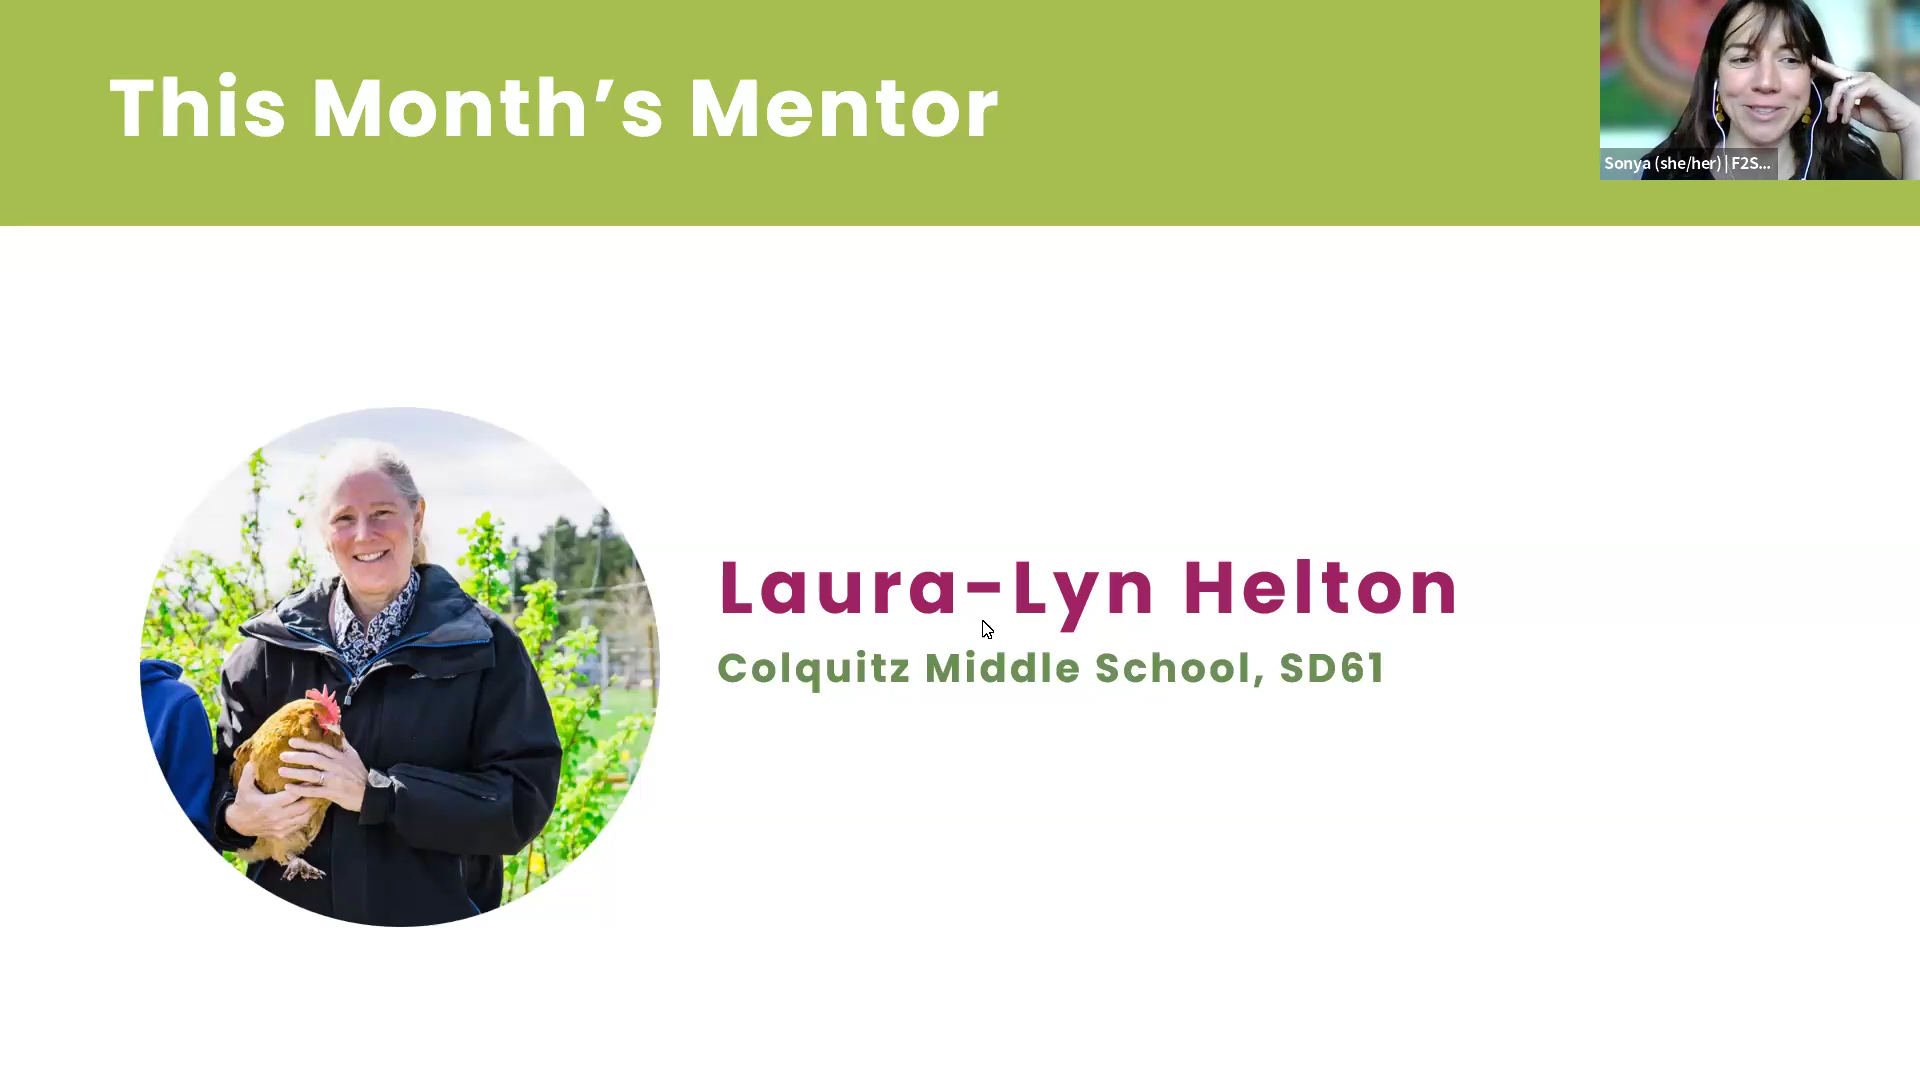 This Month’s Mentor
Sonya (she/her) | F2S...
Laura-Lyn Helton
Colquitz Middle School, SD61